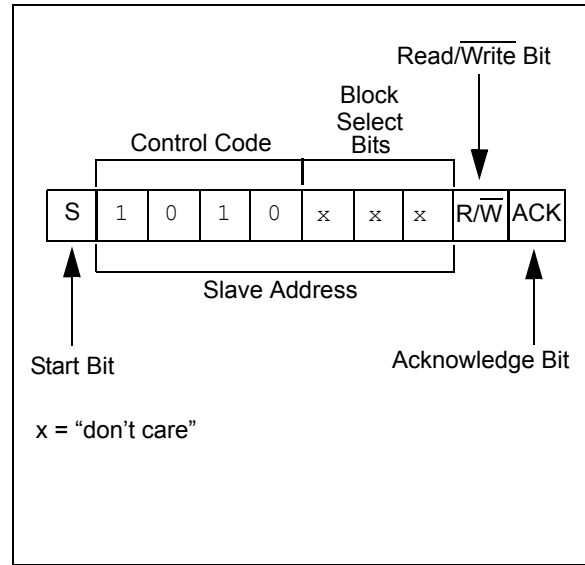 Read/Write Bit
Block
Select
Bits
Control Code
S 1 0 1 0 x x x R/W ACK
Slave Address
Start Bit
Acknowledge Bit
x = “don’t care”